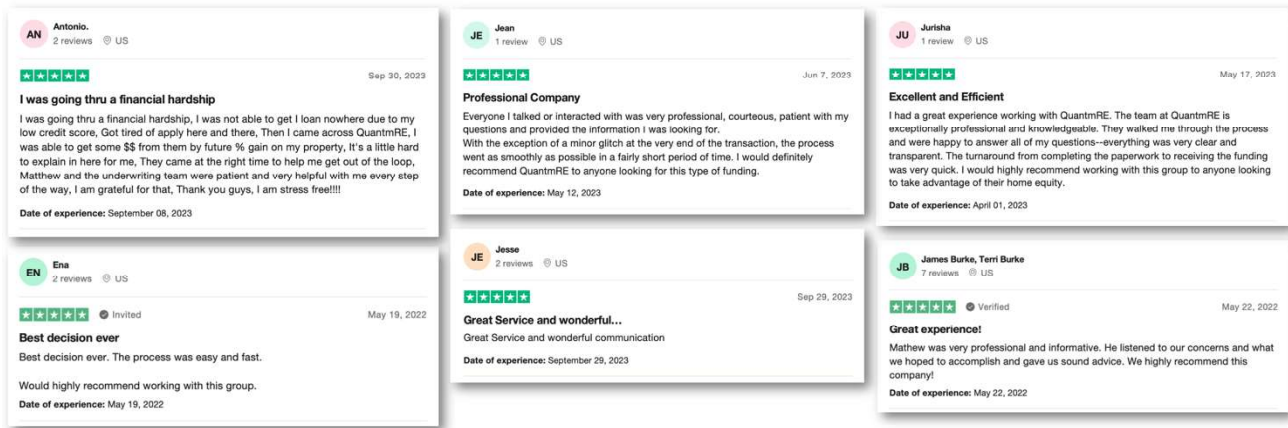 AN
Antonio.
2 reviews US
Sep 30, 2023
I was going thru a financial hardship
I was going thru a financial hardship, I was not able to get I loan nowhere due to my
low credit score, Got tired of apply here and there, Then I came across QuantmRE, I
was able to get some $$ from them by future % gain on my property, It's a little hard
to explain in here for me, They came at the right time to help me get out of the loop,
Matthew and the underwriting team were patient and very helpful with me every step
of the way, I am grateful for that, Thank you guys, I am stress free!!!!
Date of experience: September 08, 2023
EN
Ena
2 reviews US
Invited
May 19, 2022
Best decision ever
Best decision ever. The process was easy and fast.
Would highly recommend working with this group.
Date of experience: May 19, 2022
JE
Jean
1 review US
Jun 7, 2023
Professional Company
Everyone I talked or interacted with was very professional, courteous, patient with my
questions and provided the information I was looking for.
With the exception of a minor glitch at the very end of the transaction, the process
went as smoothly as possible in a fairly short period of time. I would definitely
recommend QuantmRE to anyone looking for this type of funding.
Date of experience: May 12, 2023
JE
Jesse
2 reviews US
Sep 29, 2023
Great Service and wonderful...
Great Service and wonderful communication
Date of experience: September 29, 2023
JU
Jurisha
1 review US
May 17, 2023
Excellent and Efficient
I had a great experience working with QuantmRE. The team at QuantmRE is
exceptionally professional and knowledgeable. They walked me through the process
and were happy to answer all of my questions--everything was very clear and
transparent. The turnaround from completing the paperwork to receiving the funding
was very quick. I would highly recommend working with this group to anyone looking
to take advantage of their home equity.
Date of experience: April 01, 2023
JB
James Burke, Terri Burke
7 reviews US
Verified
May 22, 2022
Great experience!
Mathew was very professional and informative. He listened to our concerns and what
we hoped to accomplish and gave us sound advice. We highly recommend this
company!
Date of experience: May 22, 2022